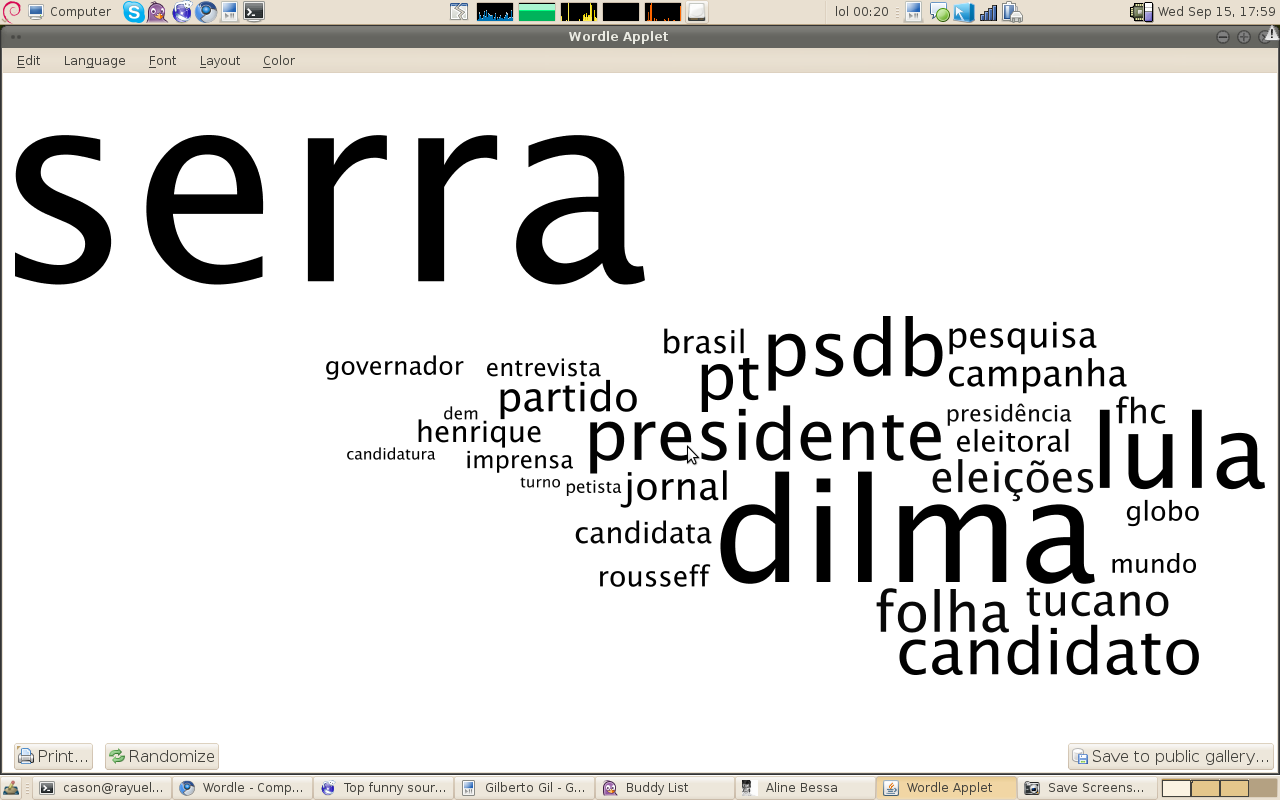 Computer lol 00:20 Wed Sep 15, 17:59
Wordle Applet
Edit Language Font Layout Color
serra
brasil psdb pesquisa
governador entrevista pt campanha
partido
dem presidência fhc
henrique presidente eleitoral lula
candidatura imprensa
turno petista jornal eleições
candidata dilma globo
rousseff mundo
folha tucano
candidato
Print... Randomize Save to public gallery...
cason@rayuel... Wordle - Comp... Top funny sour... Gilberto Gil - G... Buddy List Aline Bessa Wordle Applet Save Screens...